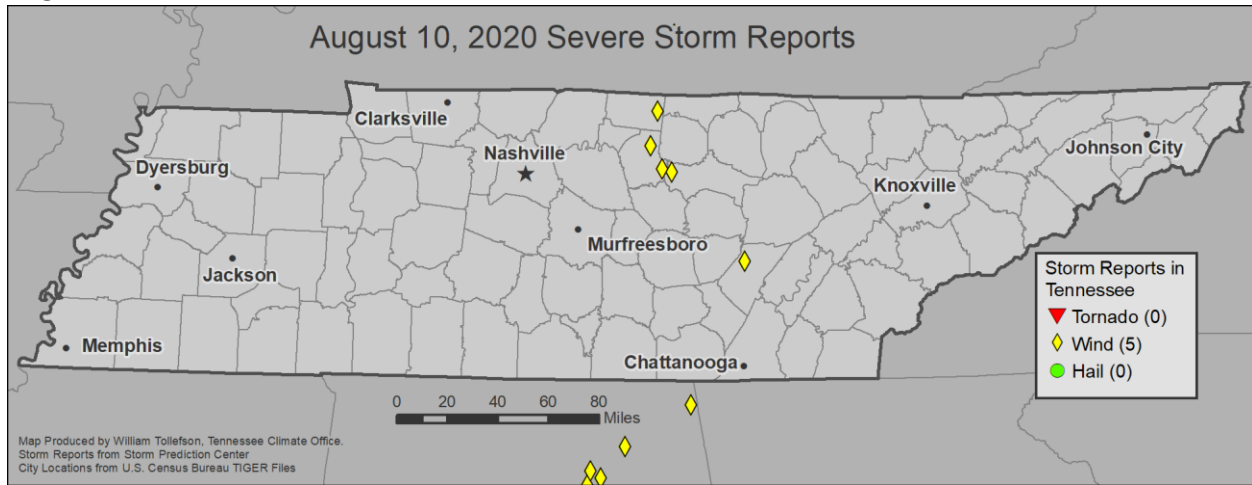 August 10, 2020 Severe Storm Reports
Clarksville
Nashville
Johnson City
Dyersburg
Knoxville
Murfreesboro
Jackson
Storm Reports in
Tennessee
Tornado (0)
Wind (5)
Hail (0)
Memphis
Chattanooga
0 20 40 80
Miles
Map Produced by William Tollefson, Tennessee Climate Office.
Storm Reports from Storm Prediction Center
City Locations from U.S. Census Bureau TIGER Files